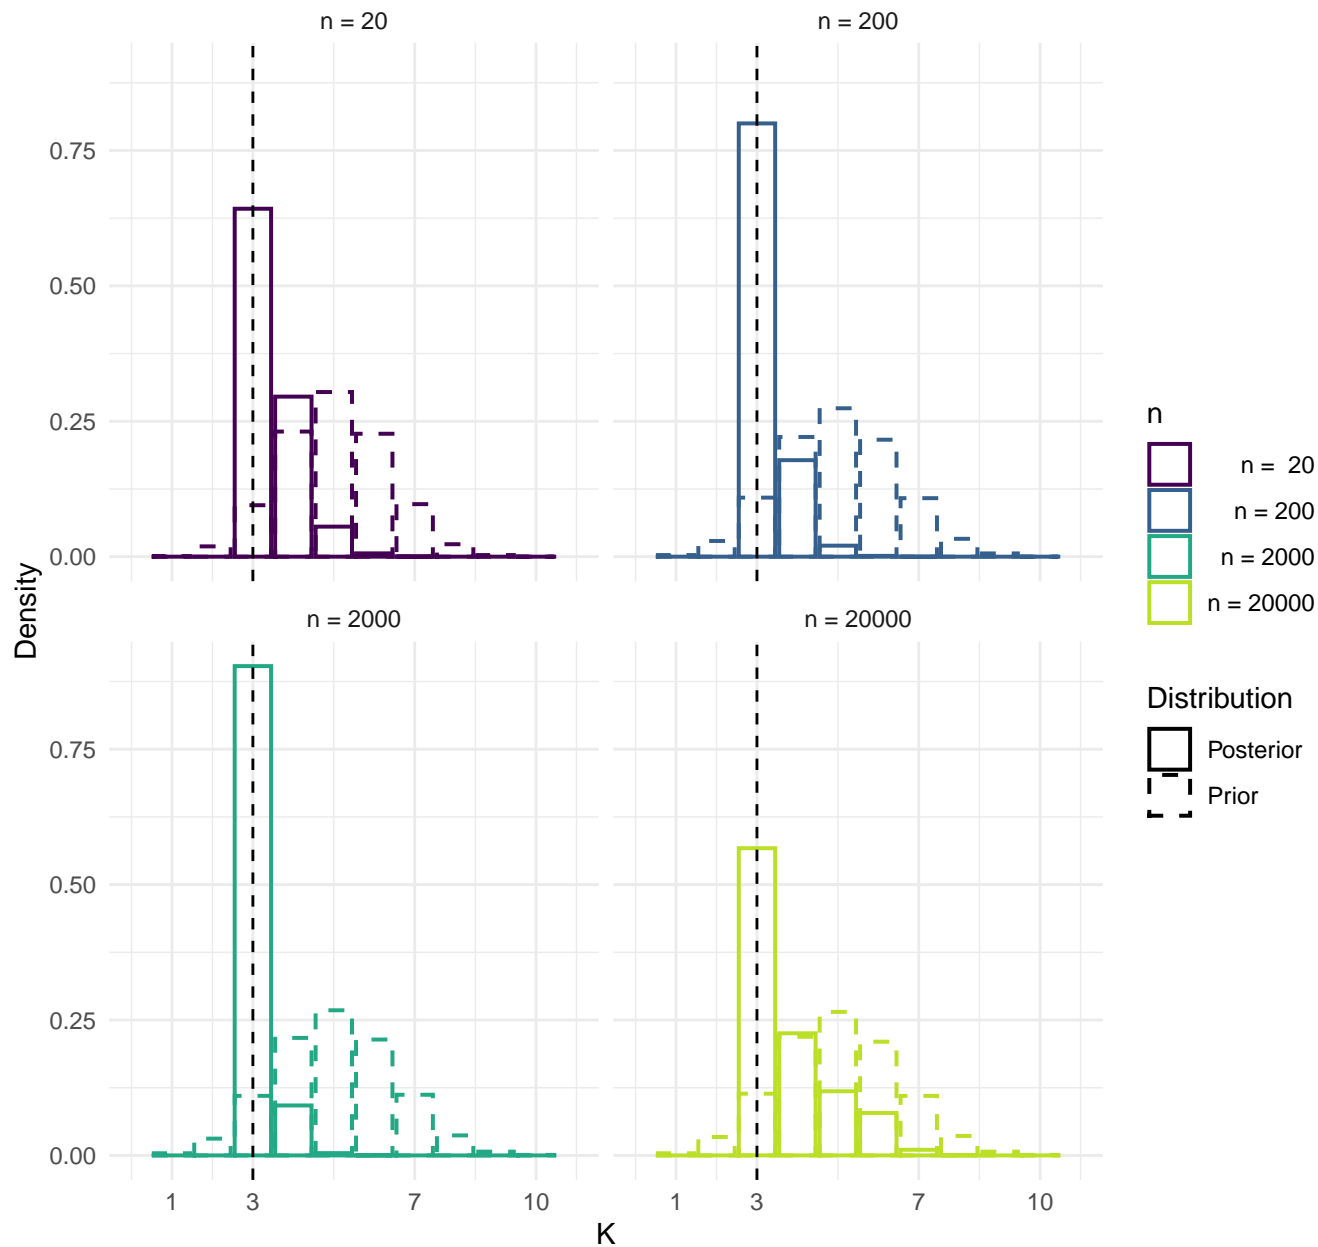 n = 20
n = 200
0.75
0.50
0.25
0.00
n = 2000
n = 20000
0.75
0.50
0.25
0.00
1 3 7 10
1 3 7 10
K
Density
n
n = 20
n = 200
n = 2000
n = 20000
Distribution
Posterior
Prior